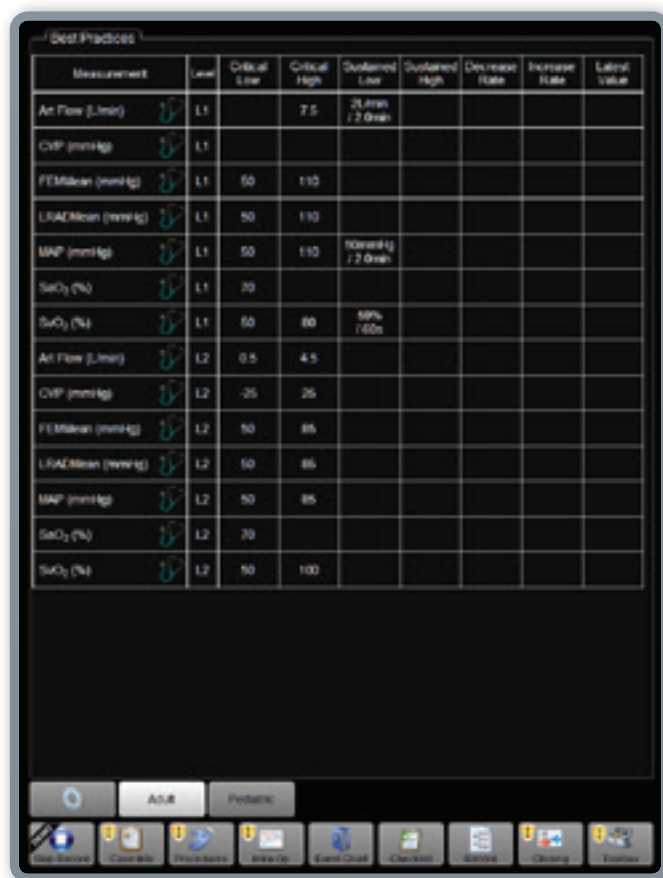 Best Practices
Measurement Level Critical Low Critical High Sustained Low Sustained High Decrease Rate Increase Rate Latest Value
Art Flow (L/min) L1 7.5 2L/min / 2.0min
CVP (mmHg) L1
FEMMean (mmHg) L1 50 110
LRADMean (mmHg) L1 50 110
MAP (mmHg) L1 50 110 / 2.0min
SaO₂ (%) L1 70
SvO₂ (%) L1 50 80 / 60s
Art Flow (L/min) L2 0.5 4.5
CVP (mmHg) L2 -25 25
FEMMean (mmHg) L2 50 85
LRADMean (mmHg) L2 50 85
MAP (mmHg) L2 50 85
SaO₂ (%) L2 70
SvO₂ (%) L2 50 100
Adult Pediatric
Stop Record Case Info Procedures Intra Op Event Chart Checklist Record Closing Toolbox